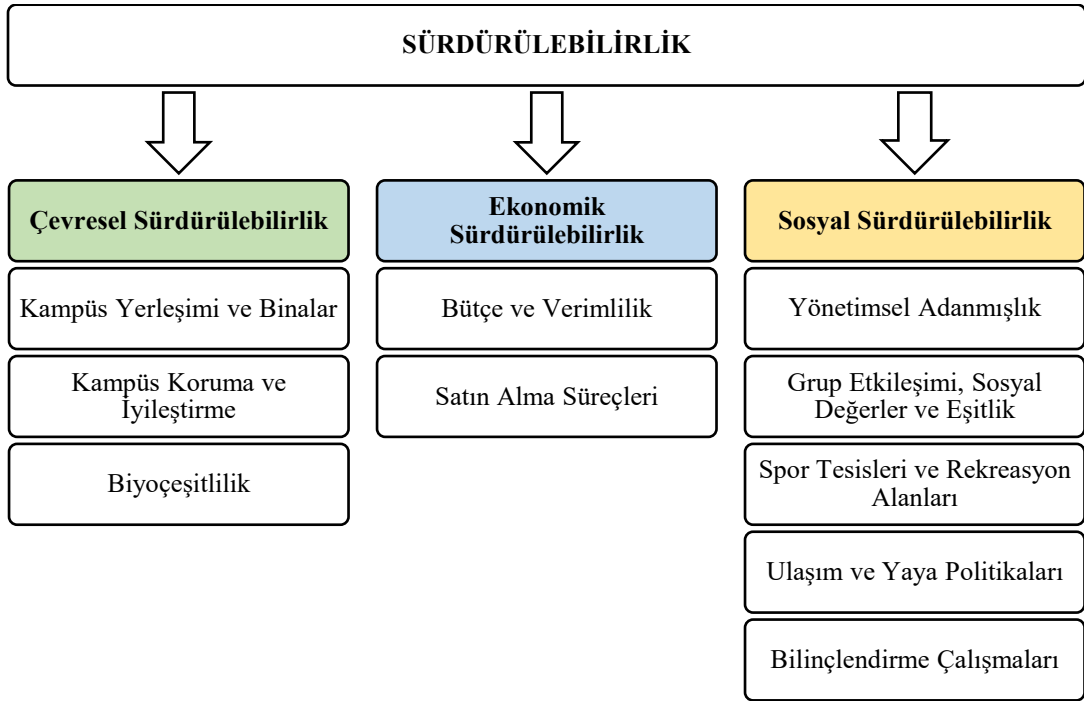 SÜRDÜRÜLEBİLİRLİK
Çevresel Sürdürülebilirlik
Kampüs Yerleşimi ve Binalar
Kampüs Koruma ve
İyileştirme
Biyoçeşitlilik
Ekonomik
Sürdürülebilirlik
Bütçe ve Verimlilik
Satın Alma Süreçleri
Sosyal Sürdürülebilirlik
Yönetimsel Adanmışlık
Grup Etkileşimi, Sosyal
Değerler ve Eşitlik
Spor Tesisleri ve Rekreasyon
Alanları
Ulaşım ve Yaya Politikaları
Bilinçlendirme Çalışmaları